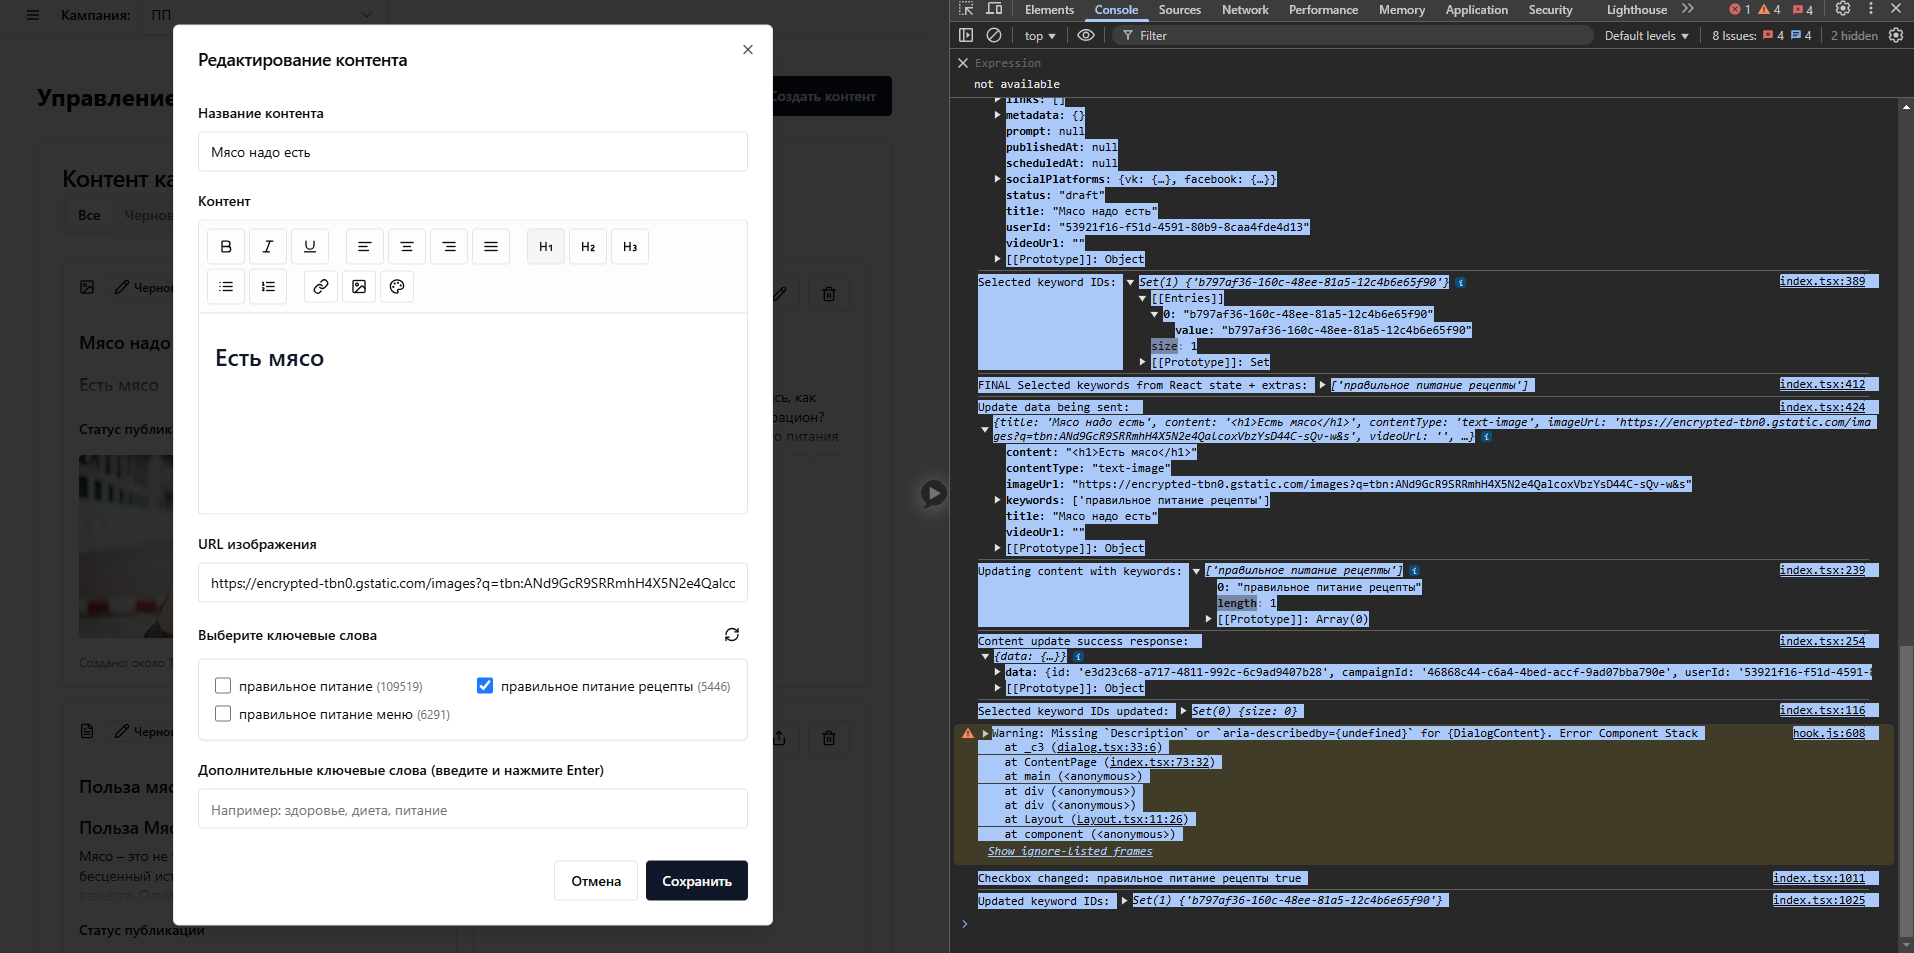 Кампания: ПП
Управление
Создать контент
Контент ка
Все Чернов
Чернов
Мясо надо
Есть мясо
Статус публик
Создано: около 1
Чернов
Польза мяс
Польза Мяс
Мясо – это не т
бесценный ист
веществ. Одни
Статус публикации
сь, как
рацион?
о питания
Редактирование контента
Название контента
Мясо надо есть
Контент
B I U H1 H2 H3
Есть мясо
URL изображения
https://encrypted-tbn0.gstatic.com/images?q=tbn:ANd9GcR9SRRmhH4X5N2e4Qalcc
Выберите ключевые слова
правильное питание (109519) правильное питание рецепты (5446)
правильное питание меню (6291)
Дополнительные ключевые слова (введите и нажмите Enter)
Например: здоровье, диета, питание
Отмена Сохранить
Elements Console Sources Network Performance Memory Application Security Lighthouse 1 4 4
top Filter Default levels 8 Issues: 4 4 2 hidden
Expression
not available
links: []
metadata: {}
prompt: null
publishedAt: null
scheduledAt: null
socialPlatforms: {vk: {…}, facebook: {…}}
status: "draft"
title: "Мясо надо есть"
userId: "53921f16-f51d-4591-80b9-8caa4fde4d13"
videoUrl: ""
[[Prototype]]: Object
Selected keyword IDs: Set(1) {'b797af36-160c-48ee-81a5-12c4b6e65f90'} index.tsx:389
[[Entries]]
0: "b797af36-160c-48ee-81a5-12c4b6e65f90"
value: "b797af36-160c-48ee-81a5-12c4b6e65f90"
size: 1
[[Prototype]]: Set
FINAL Selected keywords from React state + extras: ['правильное питание рецепты'] index.tsx:412
Update data being sent: index.tsx:424
{title: 'Мясо надо есть', content: '<h1>Есть мясо</h1>', contentType: 'text-image', imageUrl: 'https://encrypted-tbn0.gstatic.com/ima
ges?q=tbn:ANd9GcR9SRRmhH4X5N2e4QalcoxVbzYsD44C-sQv-w&s', videoUrl: '', …}
content: "<h1>Есть мясо</h1>"
contentType: "text-image"
imageUrl: "https://encrypted-tbn0.gstatic.com/images?q=tbn:ANd9GcR9SRRmhH4X5N2e4QalcoxVbzYsD44C-sQv-w&s"
keywords: ['правильное питание рецепты']
title: "Мясо надо есть"
videoUrl: ""
[[Prototype]]: Object
Updating content with keywords: ['правильное питание рецепты'] index.tsx:239
0: "правильное питание рецепты"
length: 1
[[Prototype]]: Array(0)
Content update success response: index.tsx:254
{data: {…}}
data: {id: 'e3d23c68-a717-4811-992c-6c9ad9407b28', campaignId: '46868c44-c6a4-4bed-accf-9ad07bba790e', userId: '53921f16-f51d-4591-8
[[Prototype]]: Object
Selected keyword IDs updated: Set(0) {size: 0} index.tsx:116
Warning: Missing `Description` or `aria-describedby={undefined}` for {DialogContent}. Error Component Stack hook.js:608
at _c3 (dialog.tsx:33:6)
at ContentPage (index.tsx:73:32)
at main (<anonymous>)
at div (<anonymous>)
at div (<anonymous>)
at Layout (Layout.tsx:11:26)
at component (<anonymous>)
Show ignore-listed frames
Checkbox changed: правильное питание рецепты true index.tsx:1011
Updated keyword IDs: Set(1) {'b797af36-160c-48ee-81a5-12c4b6e65f90'} index.tsx:1025